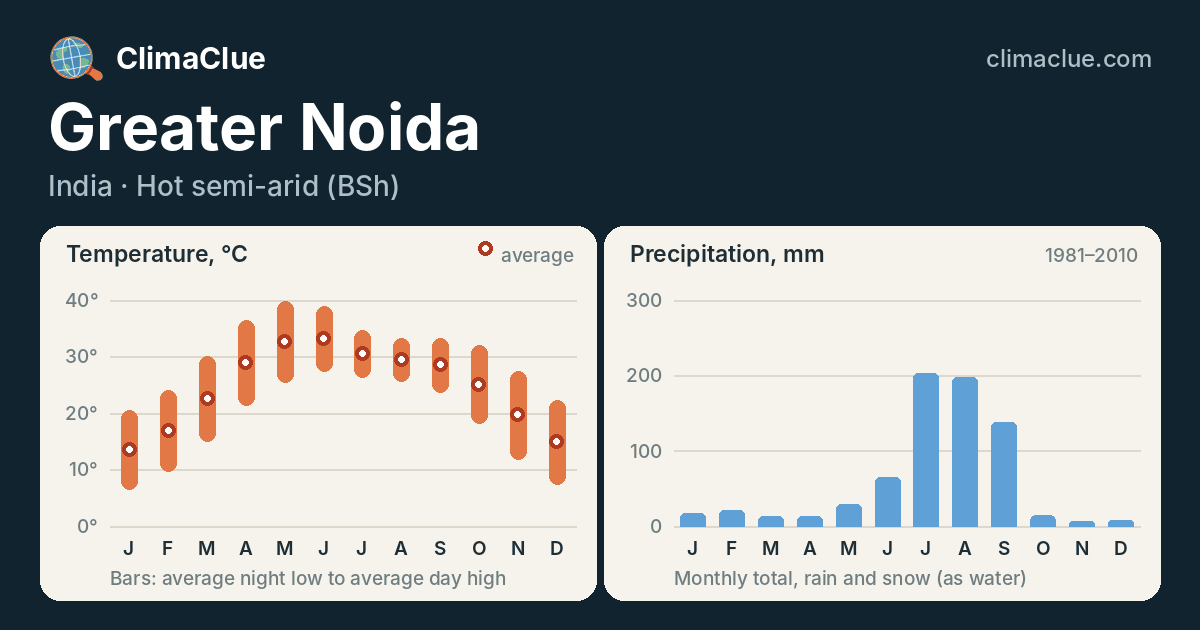 ClimaClue
climaclue.com
Greater Noida
India · Hot semi-arid (BSh)
Temperature, °C
average
40°
30°
20°
10°
0°
J F M A M J J A S O N D
Bars: average night low to average day high
Precipitation, mm
1981–2010
300
200
100
0
J F M A M J J A S O N D
Monthly total, rain and snow (as water)